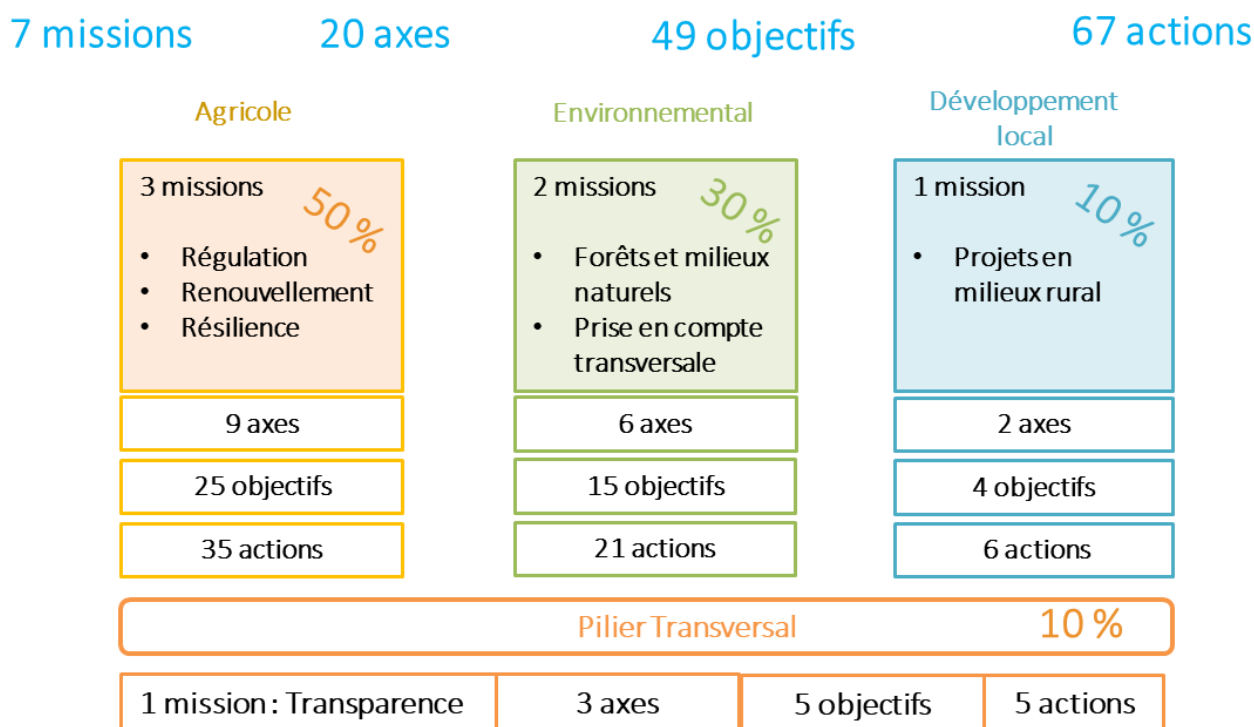 7 missions 20 axes 49 objectifs 67 actions
Agricole
3 missions
50 %
• Régulation
• Renouvellement
• Résilience
9 axes
25 objectifs
35 actions
Environnemental
2 missions
30 %
• Forêts et milieux
naturels
• Prise en compte
transversale
6 axes
15 objectifs
21 actions
Développement
local
1 mission
10 %
• Projets en
milieux rural
2 axes
4 objectifs
6 actions
Pilier Transversal 10 %
1 mission : Transparence 3 axes 5 objectifs 5 actions